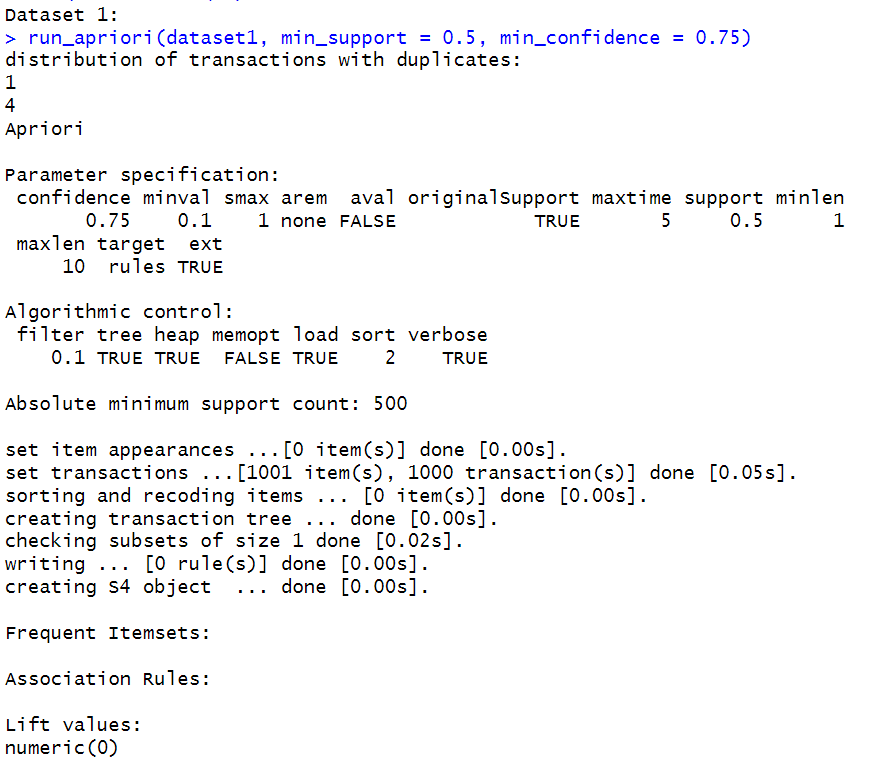 Dataset 1:
> run_apriori(dataset1, min_support = 0.5, min_confidence = 0.75)
distribution of transactions with duplicates:
1
4
Apriori

Parameter specification:
 confidence minval smax arem  aval originalSupport maxtime support minlen
       0.75    0.1    1 none FALSE            TRUE       5     0.5      1
 maxlen target  ext
     10  rules TRUE

Algorithmic control:
 filter tree heap memopt load sort verbose
    0.1 TRUE TRUE  FALSE TRUE    2    TRUE

Absolute minimum support count: 500

set item appearances ...[0 item(s)] done [0.00s].
set transactions ...[1001 item(s), 1000 transaction(s)] done [0.05s].
sorting and recoding items ... [0 item(s)] done [0.00s].
creating transaction tree ... done [0.00s].
checking subsets of size 1 done [0.02s].
writing ... [0 rule(s)] done [0.00s].
creating S4 object  ... done [0.00s].

Frequent Itemsets:

Association Rules:

Lift values:
numeric(0)